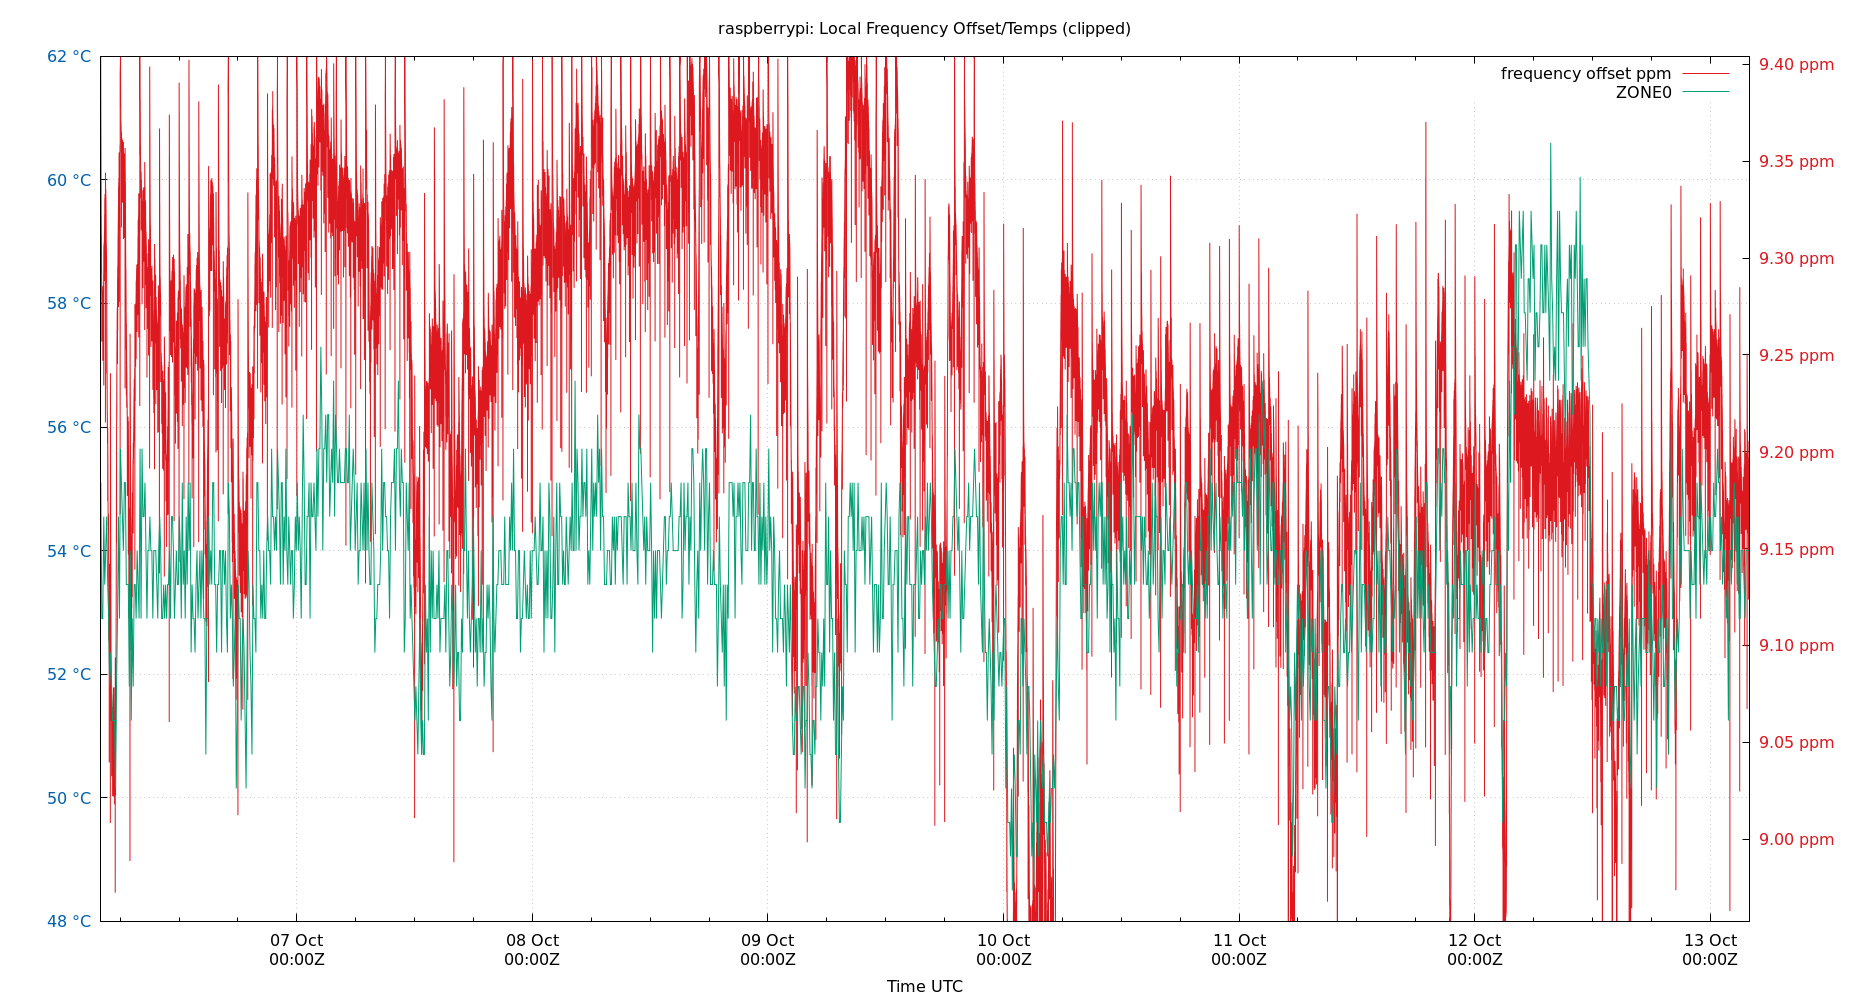 raspberrypi: Local Frequency Offset/Temps (clipped)
62 °C
60 °C
58 °C
56 °C
54 °C
52 °C
50 °C
48 °C
9.40 ppm
9.35 ppm
9.30 ppm
9.25 ppm
9.20 ppm
9.15 ppm
9.10 ppm
9.05 ppm
9.00 ppm
frequency offset ppm
ZONE0
07 Oct
00:00Z
08 Oct
00:00Z
09 Oct
00:00Z
10 Oct
00:00Z
11 Oct
00:00Z
12 Oct
00:00Z
13 Oct
00:00Z
Time UTC